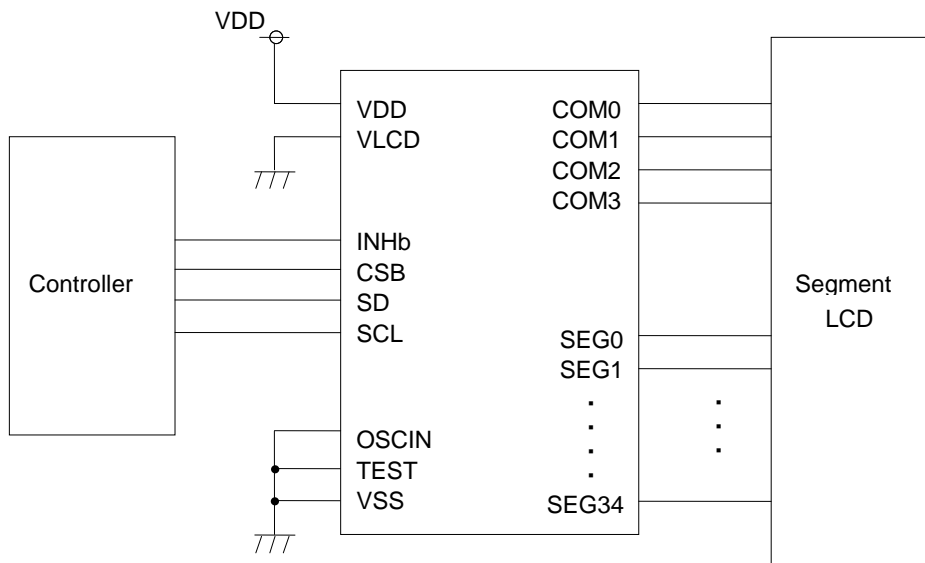 VDD
VDD
VLCD
INHb
CSB
SD
SCL
OSCIN
TEST
VSS
COM0
COM1
COM2
COM3
SEG0
SEG1
SEG34
Controller
Segment
LCD